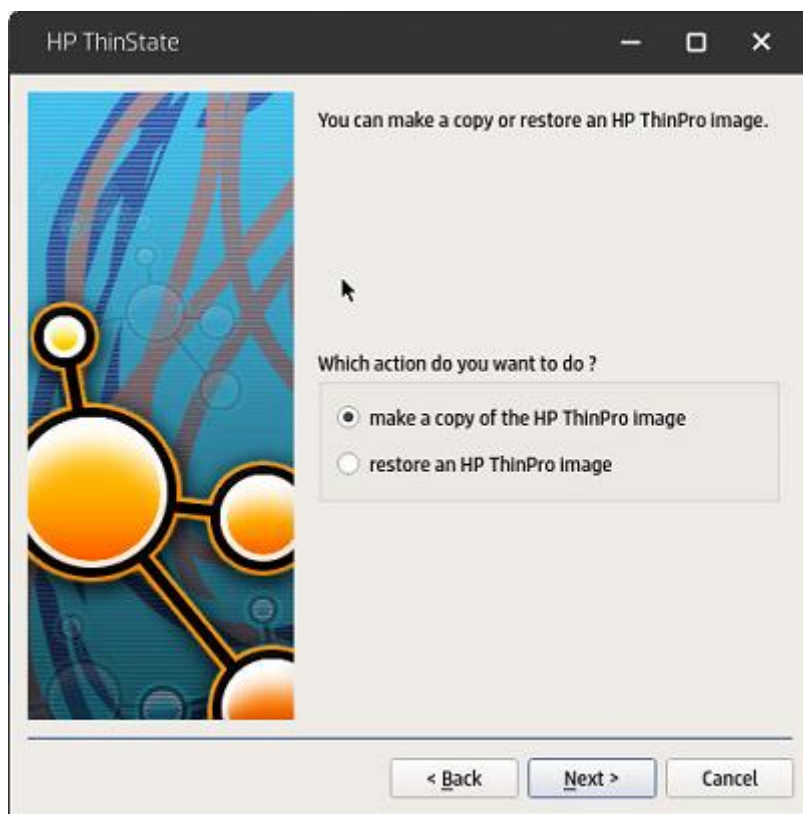 HP ThinState
You can make a copy or restore an HP ThinPro image.
Which action do you want to do ?
make a copy of the HP ThinPro image
restore an HP ThinPro image
< Back
Next >
Cancel